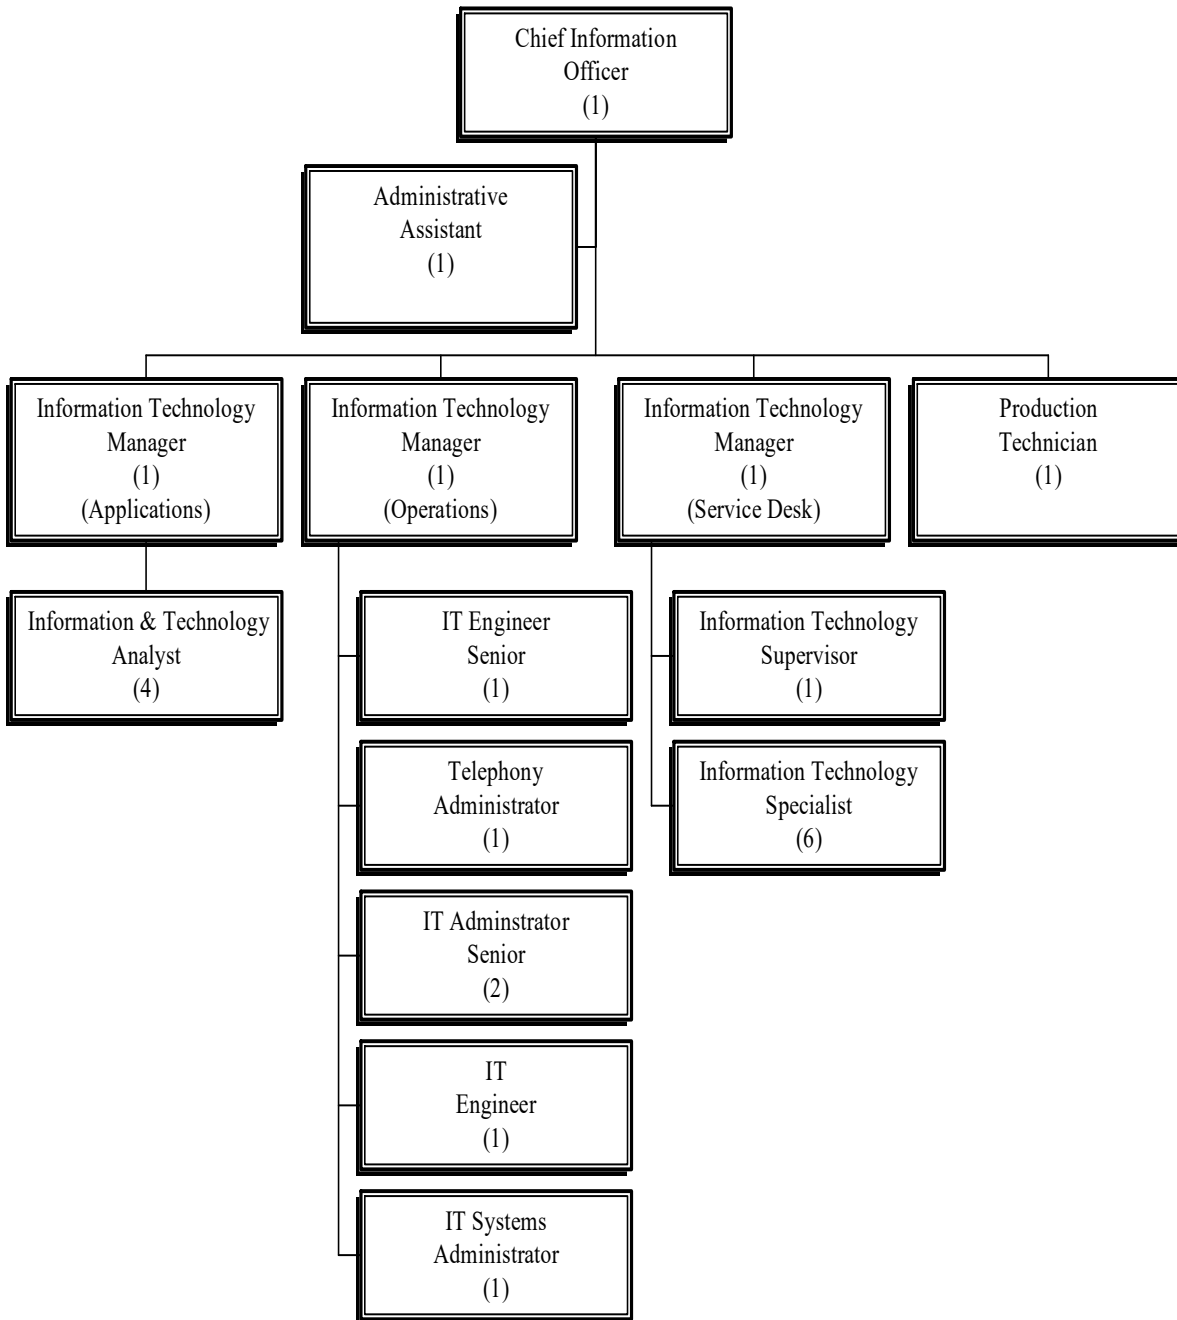 Chief Information
Officer
(1)
Administrative
Assistant
(1)
Information Technology
Manager
(1)
(Applications)
Information Technology
Manager
(1)
(Operations)
Information Technology
Manager
(1)
(Service Desk)
Production
Technician
(1)
Information & Technology
Analyst
(4)
IT Engineer
Senior
(1)
Telephony
Administrator
(1)
IT Adminstrator
Senior
(2)
IT
Engineer
(1)
IT Systems
Administrator
(1)
Information Technology
Supervisor
(1)
Information Technology
Specialist
(6)